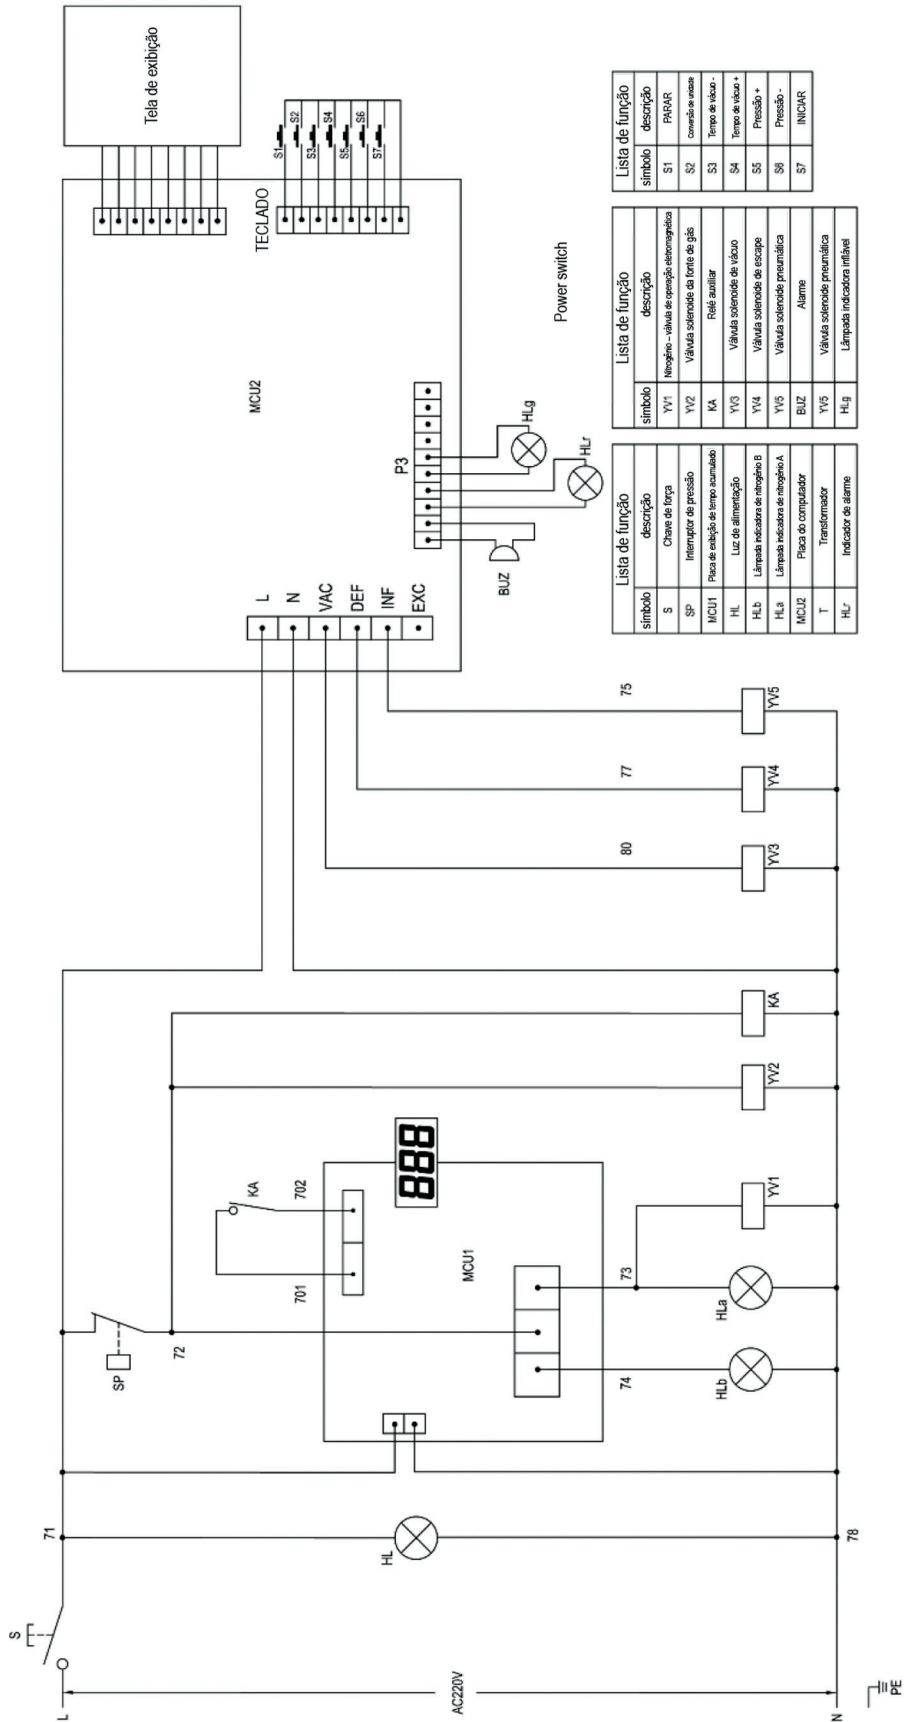 Tela de exibição
MCU2
TECLADO
S1
S2
S3
S4
S5
S6
S7
L
N
VAC
DEF
INF
EXC
P3
BUZ
HLr
HLg
Power switch
L
S
71
SP
72
701
702
KA
MCU1
888
74
73
HL
HLb
HLa
YV1
YV2
KA
80
77
75
YV3
YV4
YV5
AC220V
N
78
PE
Lista de função
símbolo descrição
S Chave de força
SP Interruptor de pressão
MCU1 Placa de exibição de tempo acumulado
HL Luz de alimentação
HLb Lâmpada indicadora de nitrogênio B
HLa Lâmpada indicadora de nitrogênio A
MCU2 Placa do computador
T Transformador
HLr Indicador de alarme
Lista de função
símbolo descrição
YV1 Nitrogênio – válvula de operação eletromagnética
YV2 Válvula solenoide da fonte de gás
KA Relé auxiliar
YV3 Válvula solenoide de vácuo
YV4 Válvula solenoide de escape
YV5 Válvula solenoide pneumática
BUZ Alarme
YV5 Válvula solenoide pneumática
HLg Lâmpada indicadora inflável
Lista de função
símbolo descrição
S1 PARAR
S2 conversão de unidade
S3 Tempo de vácuo -
S4 Tempo de vácuo +
S5 Pressão +
S6 Pressão -
S7 INICIAR